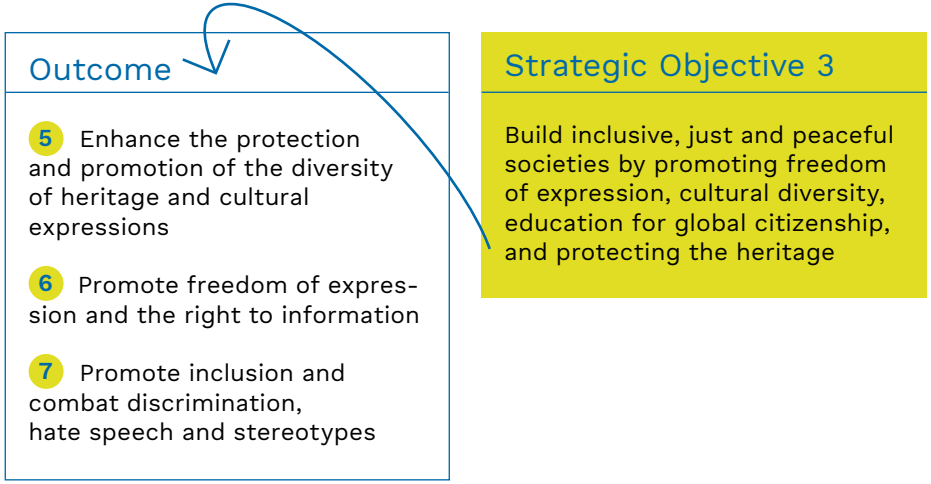 Outcome
5 Enhance the protection
and promotion of the diversity
of heritage and cultural
expressions
6 Promote freedom of expres-
sion and the right to information
7 Promote inclusion and
combat discrimination,
hate speech and stereotypes
Strategic Objective 3
Build inclusive, just and peaceful
societies by promoting freedom
of expression, cultural diversity,
education for global citizenship,
and protecting the heritage